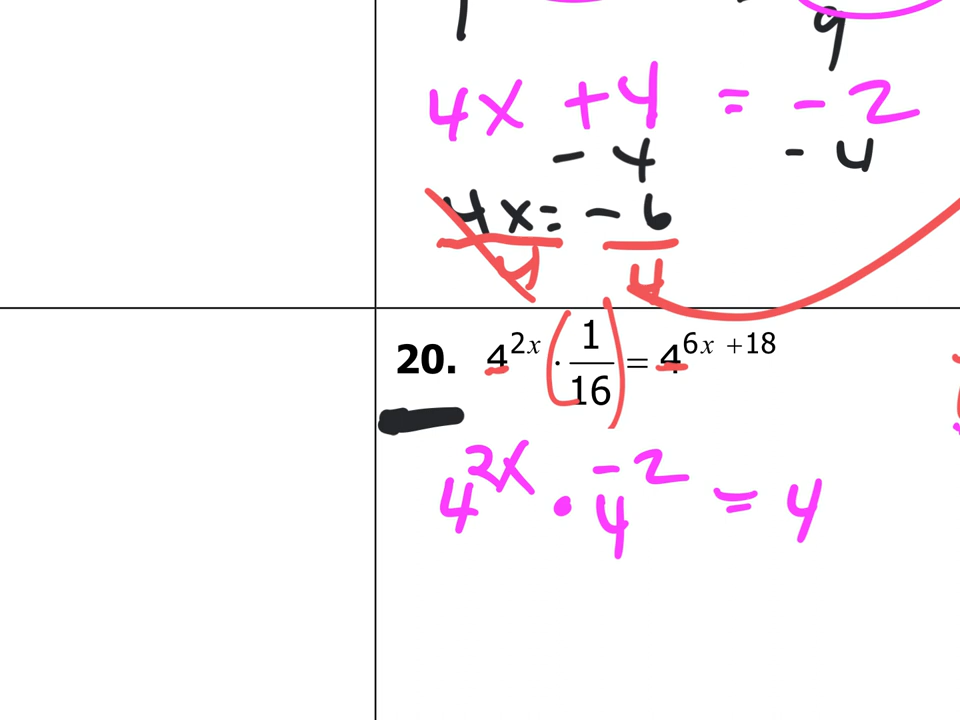 9
4x + 4 = - 2
- 4 - 4
4x = - 6
4 4
20. 4^{2x} · (1/16) = 4^{6x + 18}
4^{2x} · 4^{-2} = 4